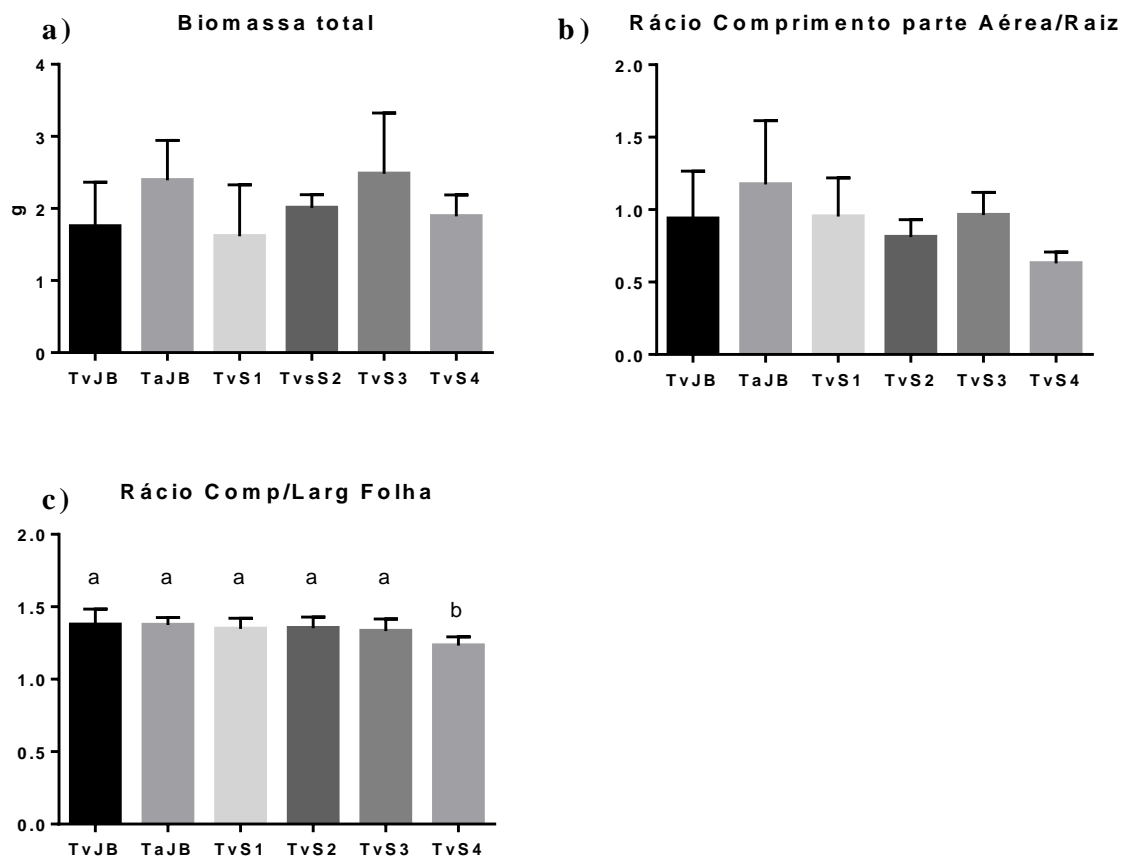 a) Biomassa total
4
3
2
1
0
g
TvJB TaJB TvS1 TvsS2 TvS3 TvS4
b) Rácio Comprimento parte Aérea/Raiz
2.0
1.5
1.0
0.5
0.0
TvJB TaJB TvS1 TvS2 TvS3 TvS4
c) Rácio Comp/Larg Folha
2.0
1.5
1.0
0.5
0.0
a a a a a b
TvJB TaJB TvS1 TvS2 TvS3 TvS4